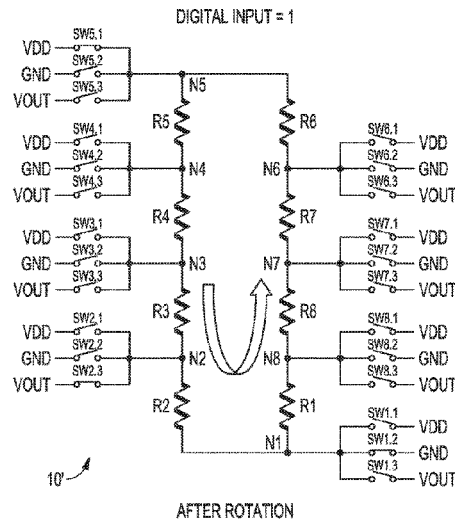 DIGITAL INPUT = 1
SW5.1
VDD
SW5.2
GND
SW5.3
VOUT
N5
R5
R6
SW4.1
VDD
SW4.2
GND
SW4.3
VOUT
N4
N6
SW6.1
VDD
SW6.2
GND
SW6.3
VOUT
R4
R7
SW3.1
VDD
SW3.2
GND
SW3.3
VOUT
N3
N7
SW7.1
VDD
SW7.2
GND
SW7.3
VOUT
R3
R8
SW2.1
VDD
SW2.2
GND
SW2.3
VOUT
N2
N8
SW8.1
VDD
SW8.2
GND
SW8.3
VOUT
R2
R1
N1
SW1.1
VDD
SW1.2
GND
SW1.3
VOUT
10'
AFTER ROTATION